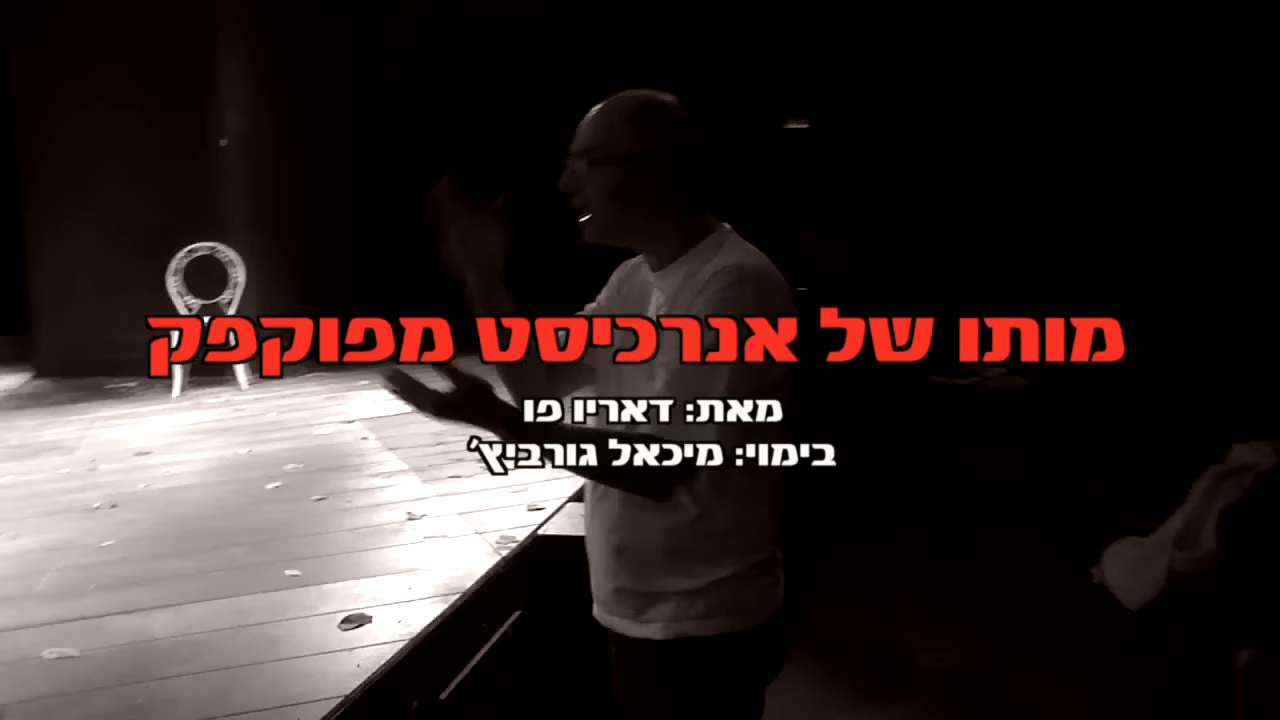 מותו של אנרכיסט מפוקפק
מאת: דאריו פו
בימוי: מיכאל גורביץ'